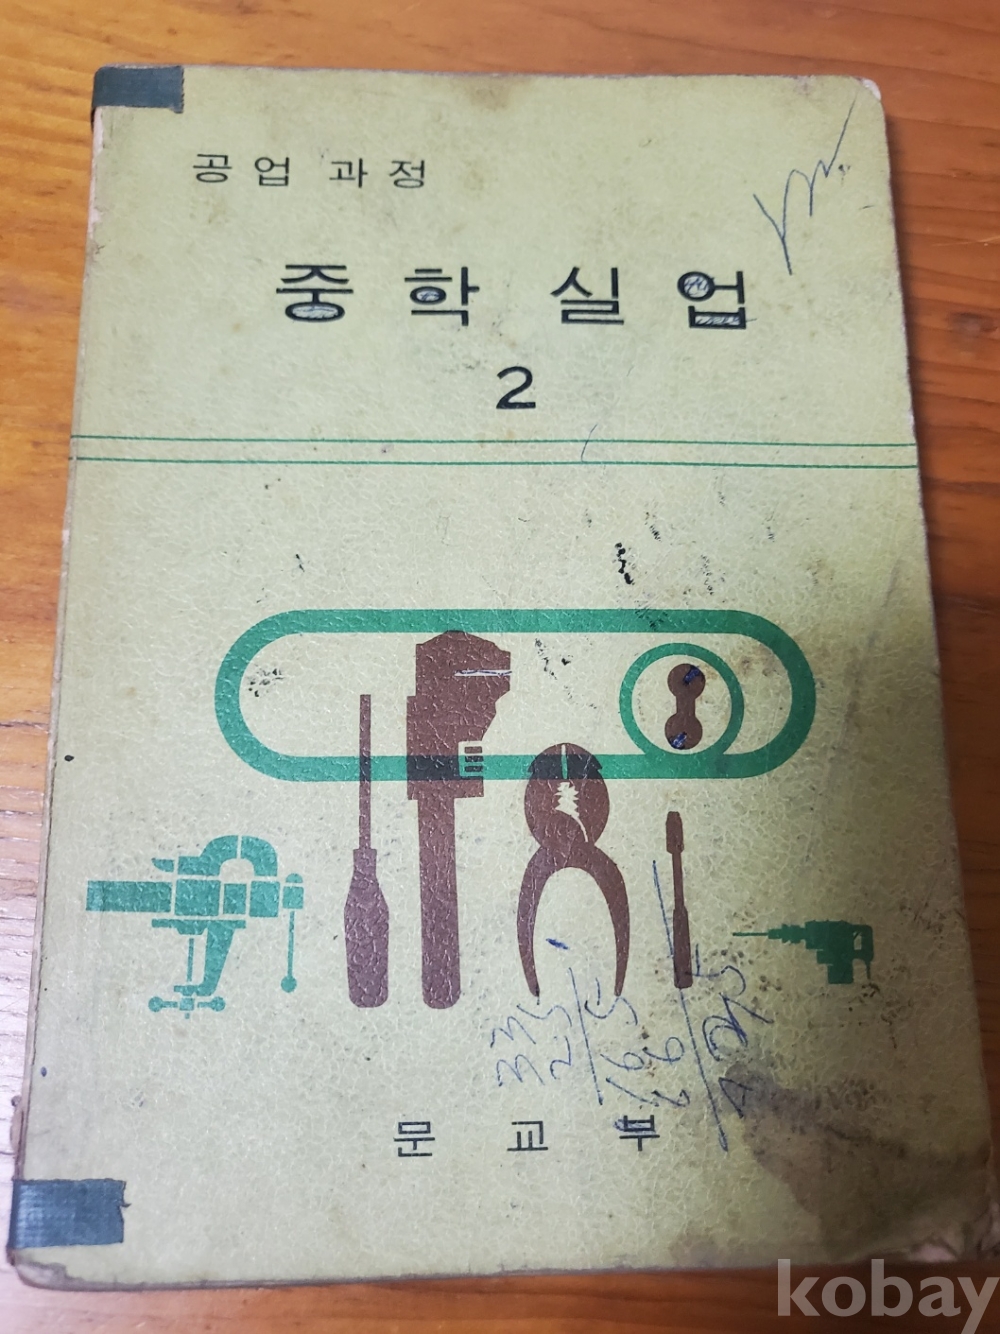 공업 과정
중학 실업
2
문교부
kobay